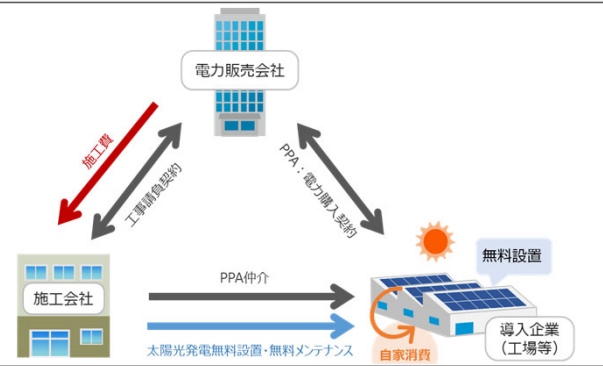 電力販売会社
施工費
工事請負契約
PPA：電力購入契約
無料設置
施工会社
PPA仲介
太陽光発電無料設置・無料メンテナンス
自家消費
導入企業
（工場等）